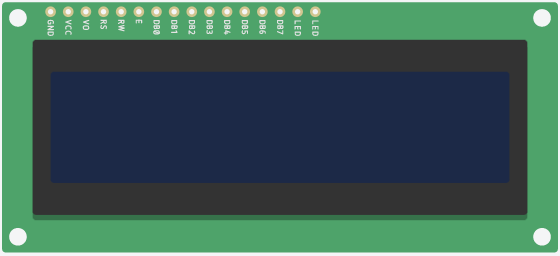 GND VCC VO RS RW E DB0 DB1 DB2 DB3 DB4 DB5 DB6 DB7 LED LED